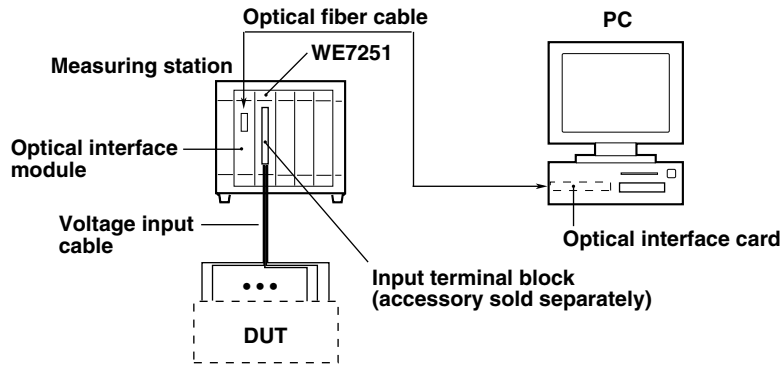 Optical fiber cable
PC
WE7251
Measuring station
Optical interface
module
Voltage input
cable
Optical interface card
Input terminal block
(accessory sold separately)
DUT